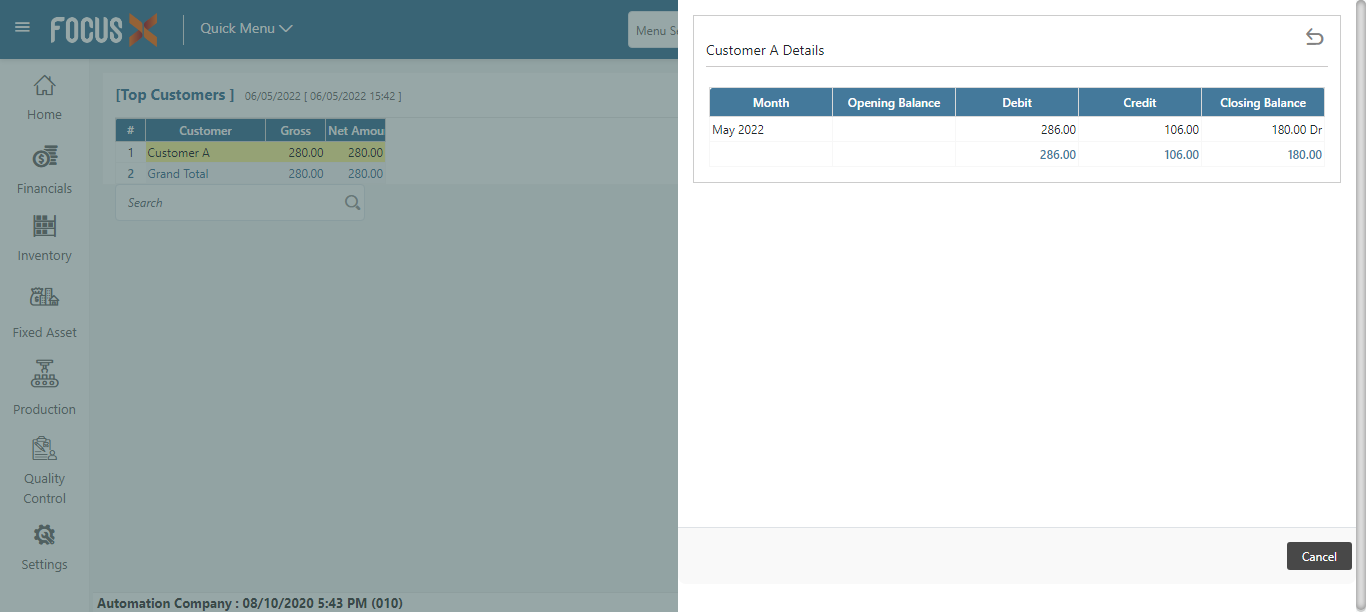 FOCUS X
Quick Menu
Menu Se
Home
Financials
Inventory
Fixed Asset
Production
Quality
Control
Settings
[Top Customers ] 06/05/2022 [ 06/05/2022 15:42 ]
# Customer Gross Net Amou
1 Customer A 280.00 280.00
2 Grand Total 280.00 280.00
Search
Automation Company : 08/10/2020 5:43 PM (010)
Customer A Details
Month Opening Balance Debit Credit Closing Balance
May 2022 286.00 106.00 180.00 Dr
286.00 106.00 180.00
Cancel